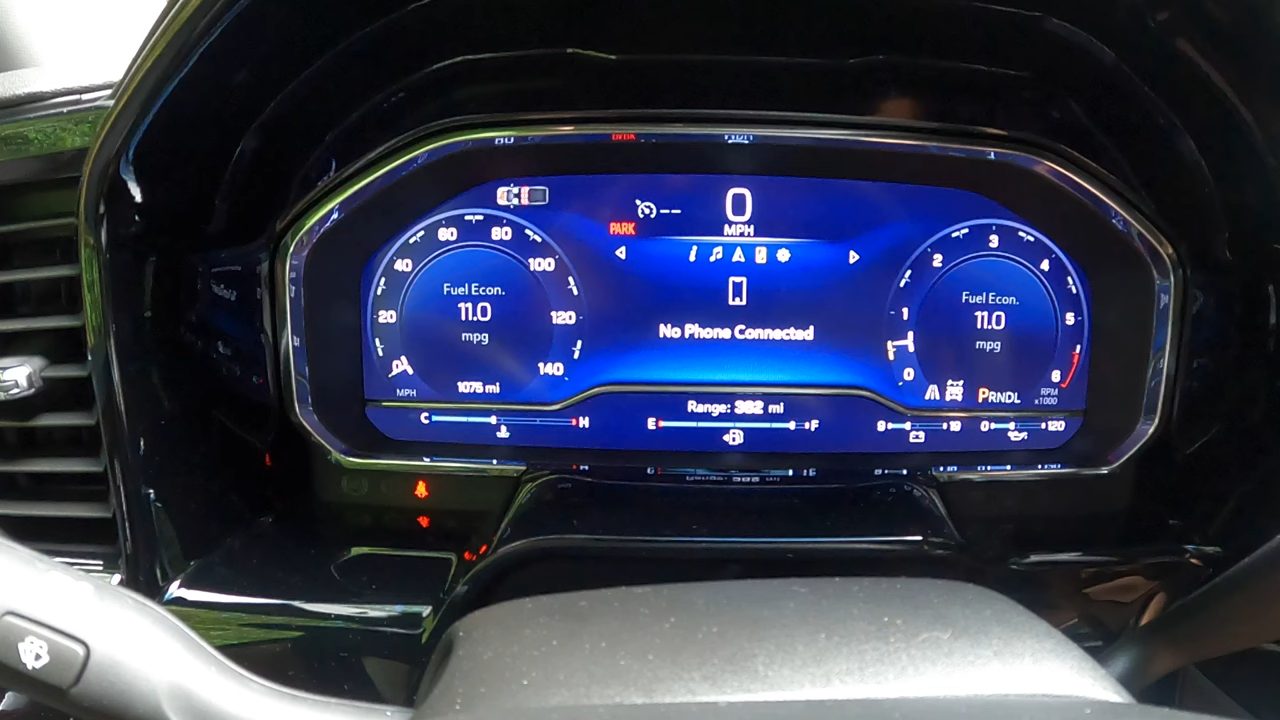 0
MPH
PARK
0
20
40
60
80
100
120
140
Fuel Econ.
11.0
mpg
MPH
1075 mi
No Phone Connected
0
1
2
3
4
5
6
Fuel Econ.
11.0
mpg
PRNDL
RPM
x1000
Range: 382 mi
C H
E F
9 19
0 120